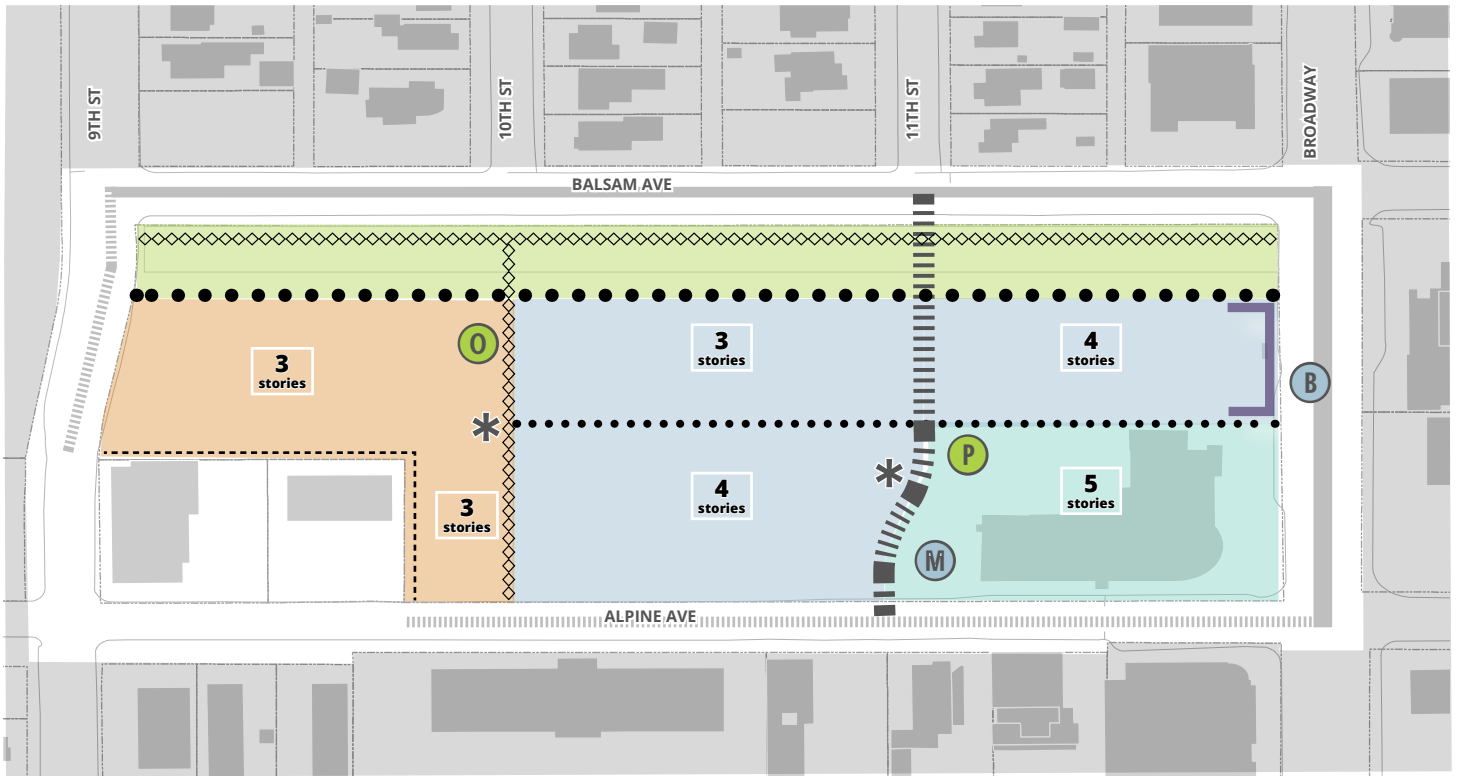 9TH ST
10TH ST
11TH ST
BROADWAY
BALSAM AVE
O
3
stories
3
stories
4
stories
B
*
P
*
3
stories
4
stories
5
stories
M
ALPINE AVE